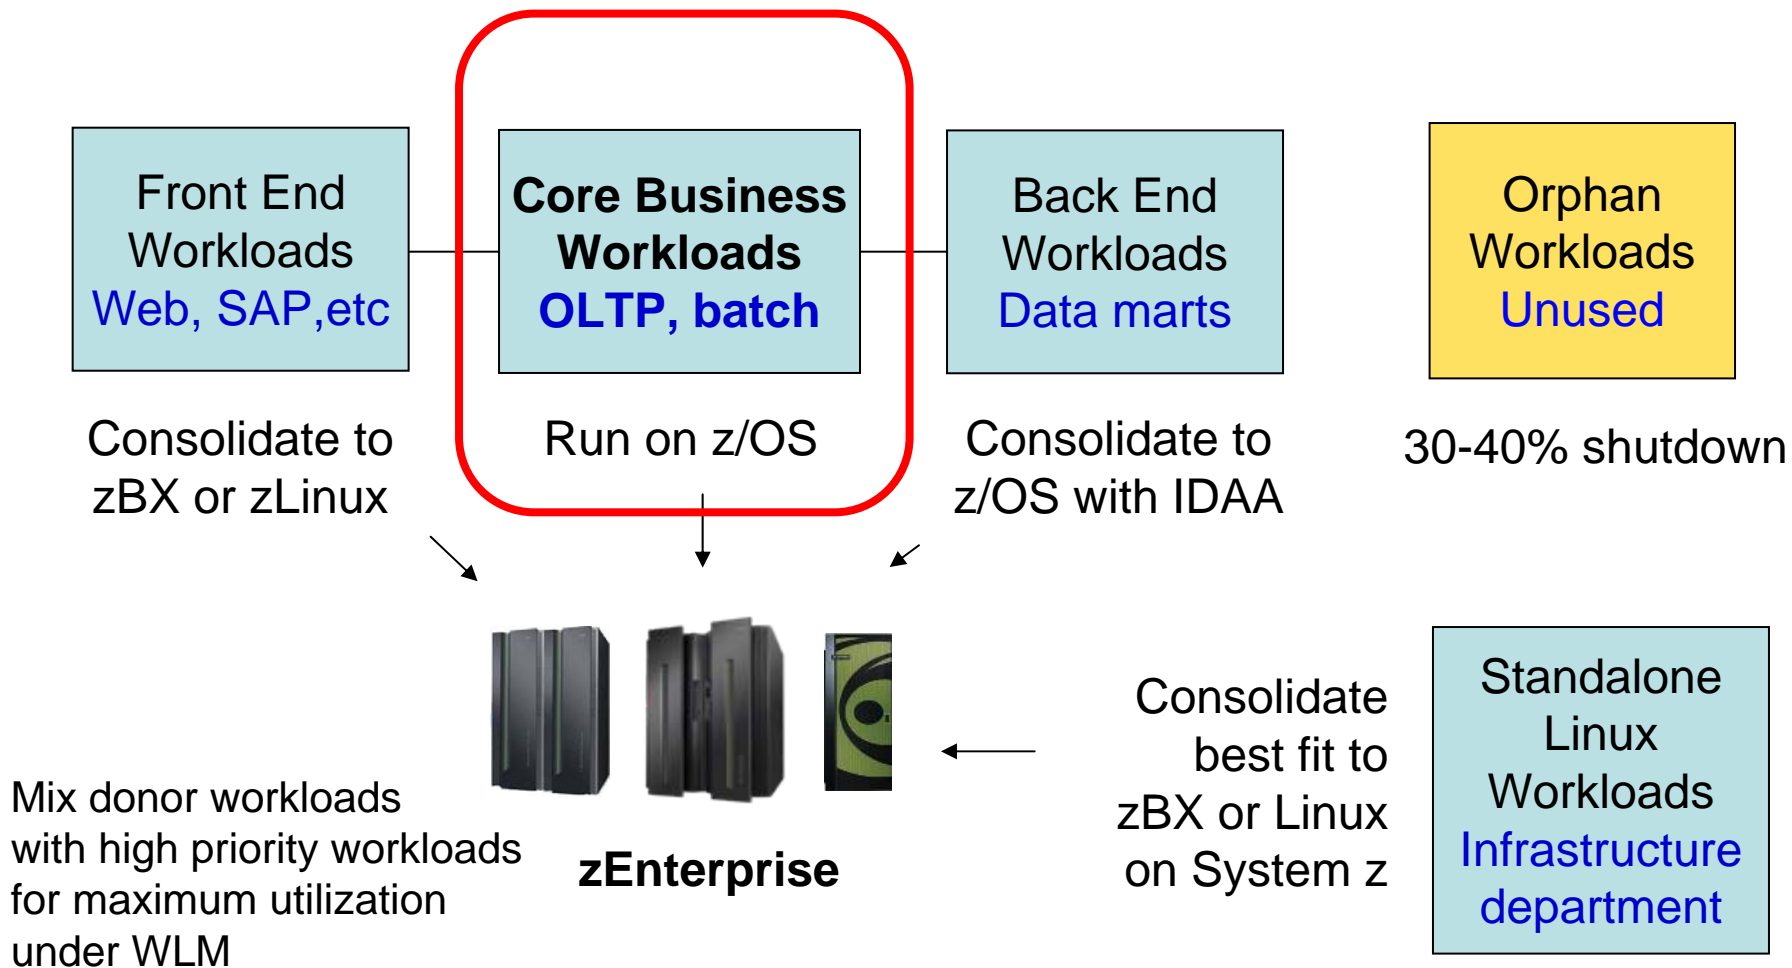 Front End
Workloads
Web, SAP,etc
Core Business
Workloads
OLTP, batch
Back End
Workloads
Data marts
Orphan
Workloads
Unused
Consolidate to
zBX or zLinux
Run on z/OS
Consolidate to
z/OS with IDAA
30-40% shutdown
Mix donor workloads
with high priority workloads
for maximum utilization
under WLM
zEnterprise
Consolidate
best fit to
zBX or Linux
on System z
Standalone
Linux
Workloads
Infrastructure
department